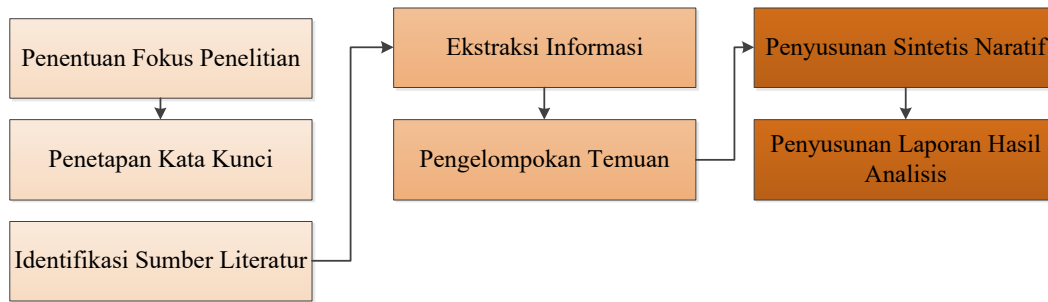 Penentuan Fokus Penelitian
Penetapan Kata Kunci
Identifikasi Sumber Literatur
Ekstraksi Informasi
Pengelompokan Temuan
Penyusunan Sintetis Naratif
Penyusunan Laporan Hasil
Analisis